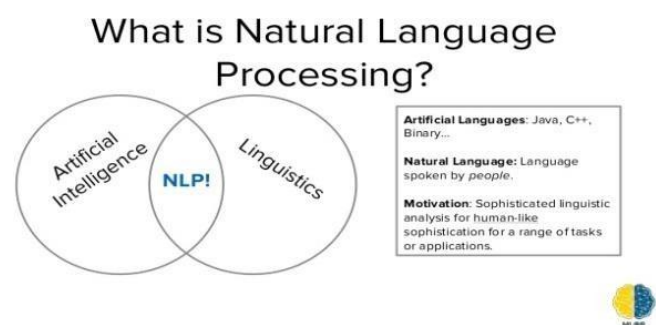 What is Natural Language
Processing?
Artificial
Intelligence
NLP!
Linguistics
Artificial Languages: Java, C++,
Binary...
Natural Language: Language
spoken by people.
Motivation: Sophisticated linguistic
analysis for human-like
sophistication for a range of tasks
or applications.